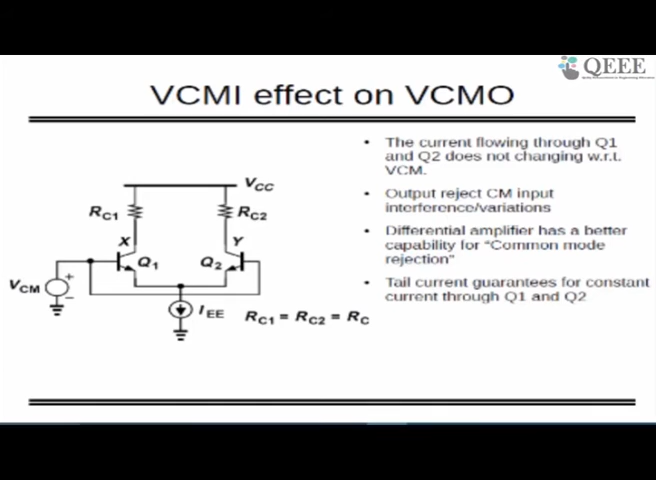 QEEE
VCMI effect on VCMO
• The current flowing through Q1
and Q2 does not changing w.r.t.
VCM.
• Output reject CM input
interference/variations
• Differential amplifier has a better
capability for "Common mode
rejection"
• Tail current guarantees for constant
current through Q1 and Q2
VCC
RC1
RC2
X
Y
Q1
Q2
VCM
+
−
IEE
RC1 = RC2 = RC